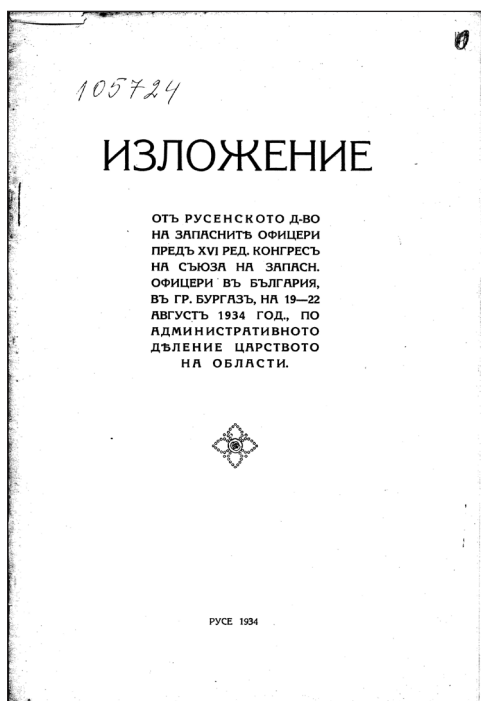 105724
ИЗЛОЖЕНИЕ
ОТЪ РУСЕНСКОТО Д-ВО
НА ЗАПАСНИТѢ ОФИЦЕРИ
ПРЕДЪ XVI РЕД. КОНГРЕСЪ
НА СЪЮЗА НА ЗАПАСН.
ОФИЦЕРИ ВЪ БЪЛГАРИЯ,
ВЪ ГР. БУРГАЗЪ, НА 19—22
АВГУСТЪ 1934 ГОД., ПО
АДМИНИСТРАТИВНОТО
ДѢЛЕНИЕ ЦАРСТВОТО
НА ОБЛАСТИ.
РУСЕ 1934